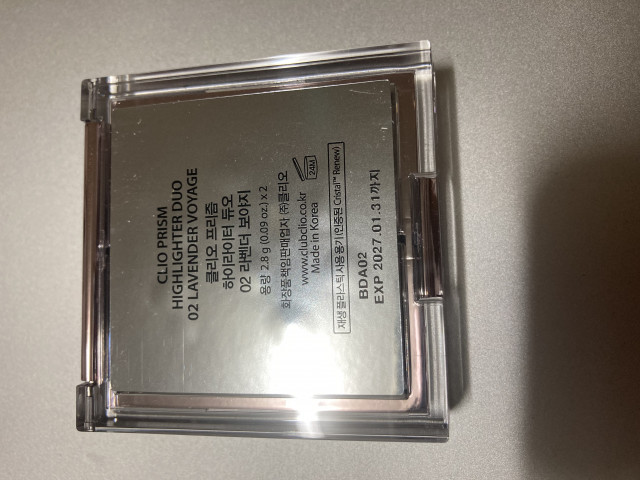 CLIO PRISM
HIGHLIGHTER DUO
02 LAVENDER VOYAGE
클리오 프리즘
하이라이터 듀오
02 라벤더 보야지
용량 2.8 g (0.09 oz.) x 2
화장품책임판매업자 ㈜클리오
www.clubclio.co.kr
Made in Korea
24M
재생 플라스틱 사용 용기 (인증원 Cristal™ Renew)
BDA02
EXP 2027.01.31까지